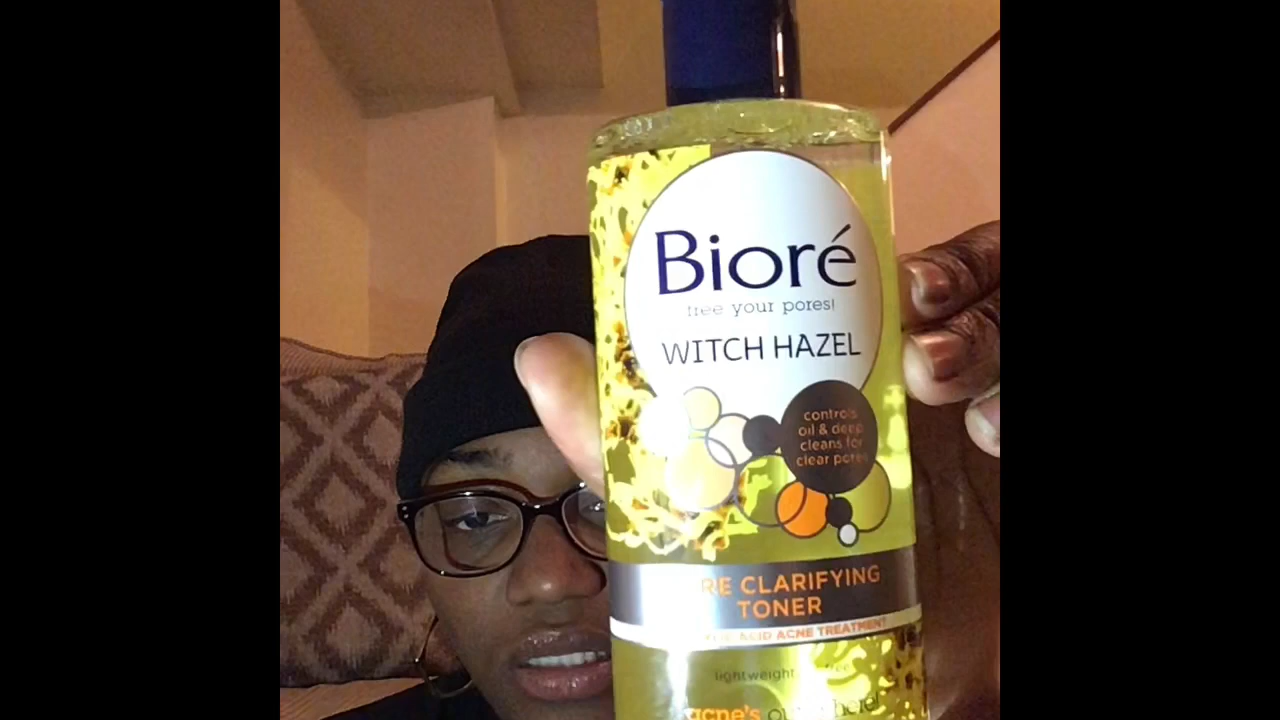 Bioré
free your pores!
WITCH HAZEL
controls
oil & deep
cleans for
clear pores
RE CLARIFYING
TONER
ACID ACNE TREATMENT
lightweight
acne's